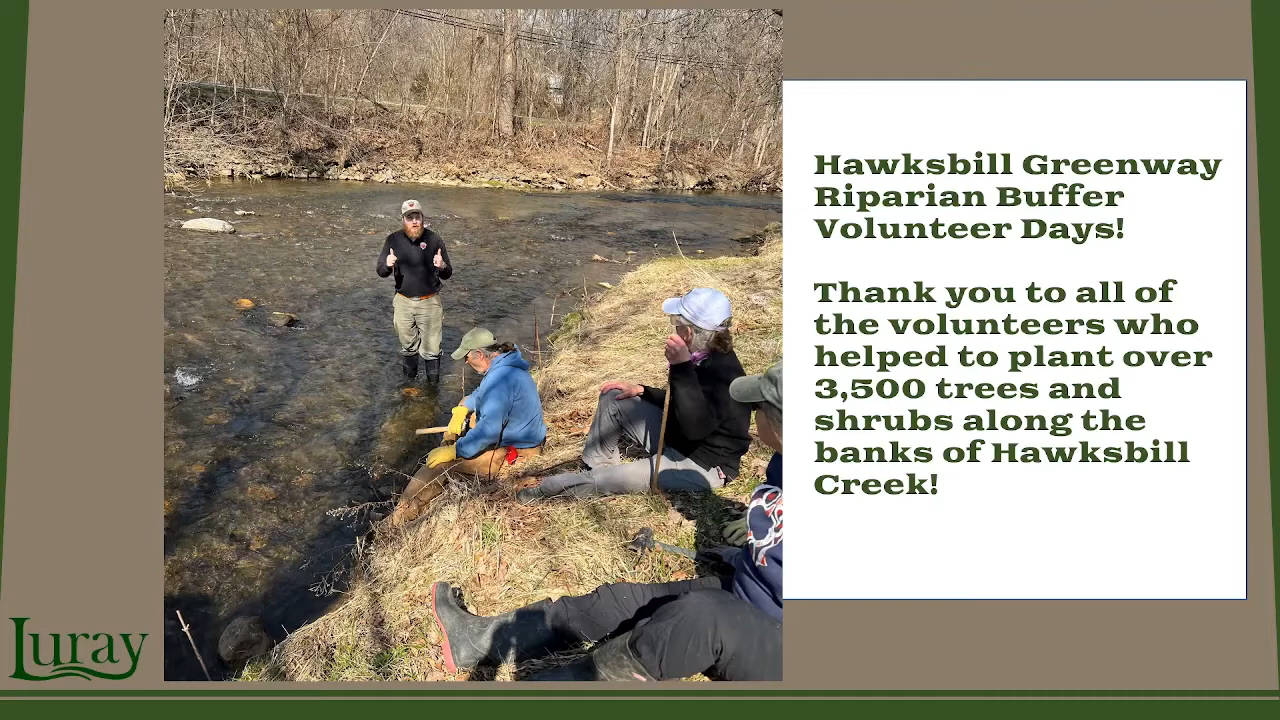 Hawksbill Greenway
Riparian Buffer
Volunteer Days!
Thank you to all of
the volunteers who
helped to plant over
3,500 trees and
shrubs along the
banks of Hawksbill
Creek!
Luray